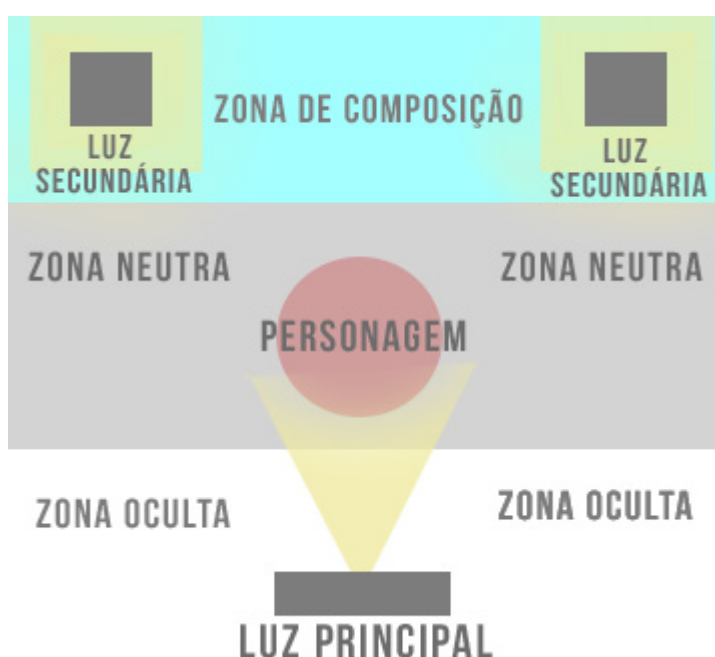 ZONA DE COMPOSIÇÃO
LUZ
SECUNDÁRIA
LUZ
SECUNDÁRIA
ZONA NEUTRA
ZONA NEUTRA
PERSONAGEM
ZONA OCULTA
ZONA OCULTA
LUZ PRINCIPAL